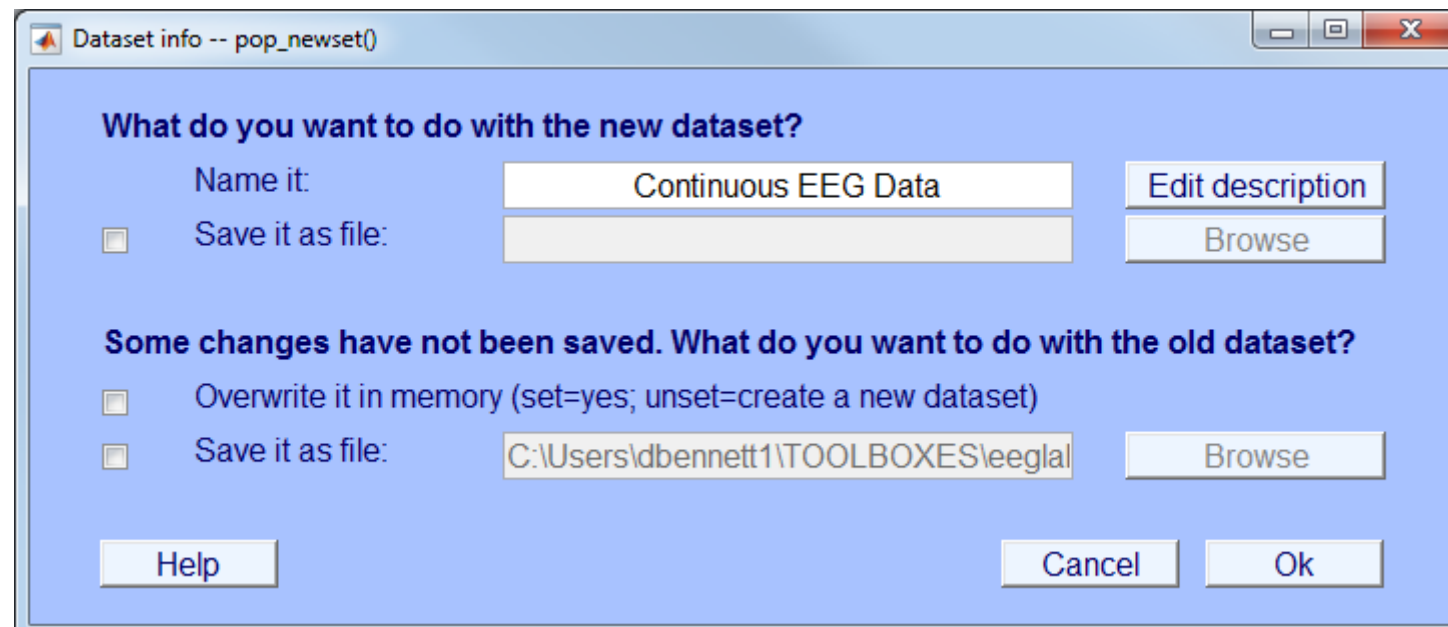 Dataset info -- pop_newset()
What do you want to do with the new dataset?
Name it: Continuous EEG Data Edit description
Save it as file: Browse
Some changes have not been saved. What do you want to do with the old dataset?
Overwrite it in memory (set=yes; unset=create a new dataset)
Save it as file: C:\Users\dbennett1\TOOLBOXES\eeglal Browse
Help Cancel Ok